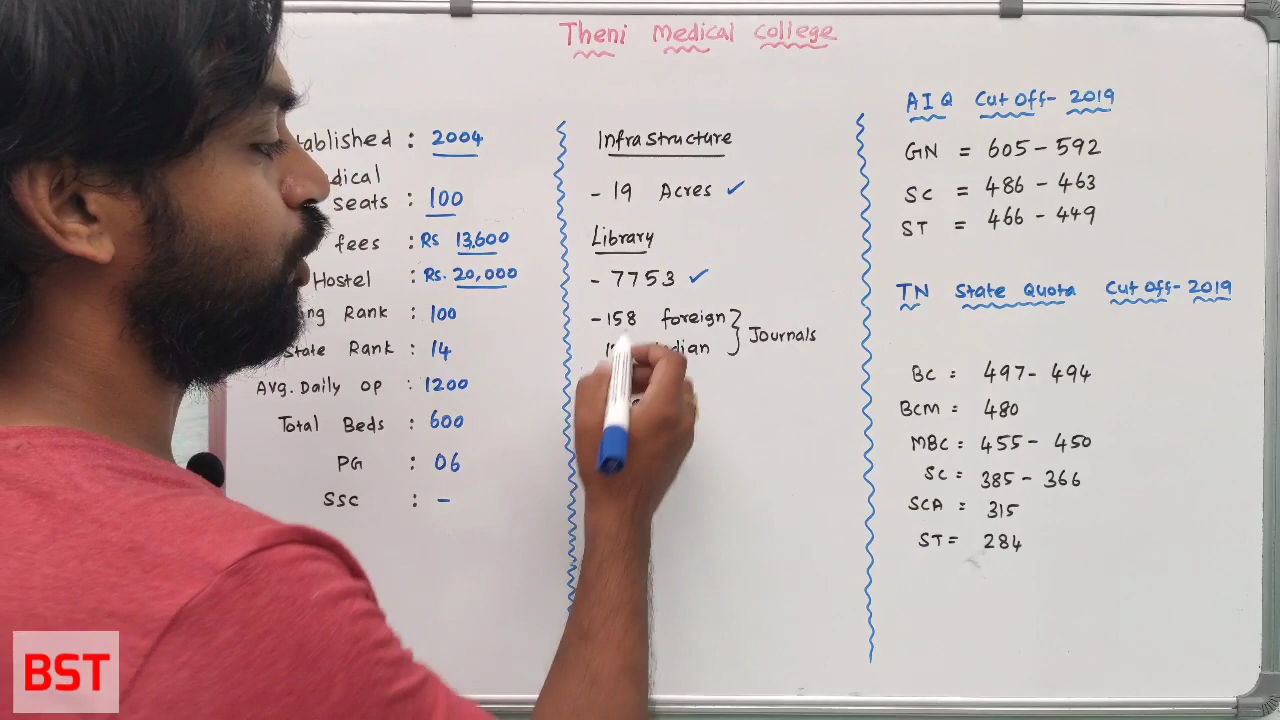 Theni Medical College
tablished : 2004
dical
seats : 100
fees : Rs 13,600
Hostel : Rs. 20,000
ng Rank : 100
State Rank : 14
Avg. Daily op : 1200
Total Beds : 600
PG : 06
SSC : -
Infrastructure
- 19 Acres ✓
Library
- 7753 ✓
- 158 foreign
Indian
} Journals
AIQ Cut Off- 2019
GN = 605 - 592
SC = 486 - 463
ST = 466 - 449
TN State Quota Cut Off- 2019
BC = 497- 494
BCM = 480
MBC = 455 - 450
SC = 385 - 366
SCA = 315
ST = 284
BST